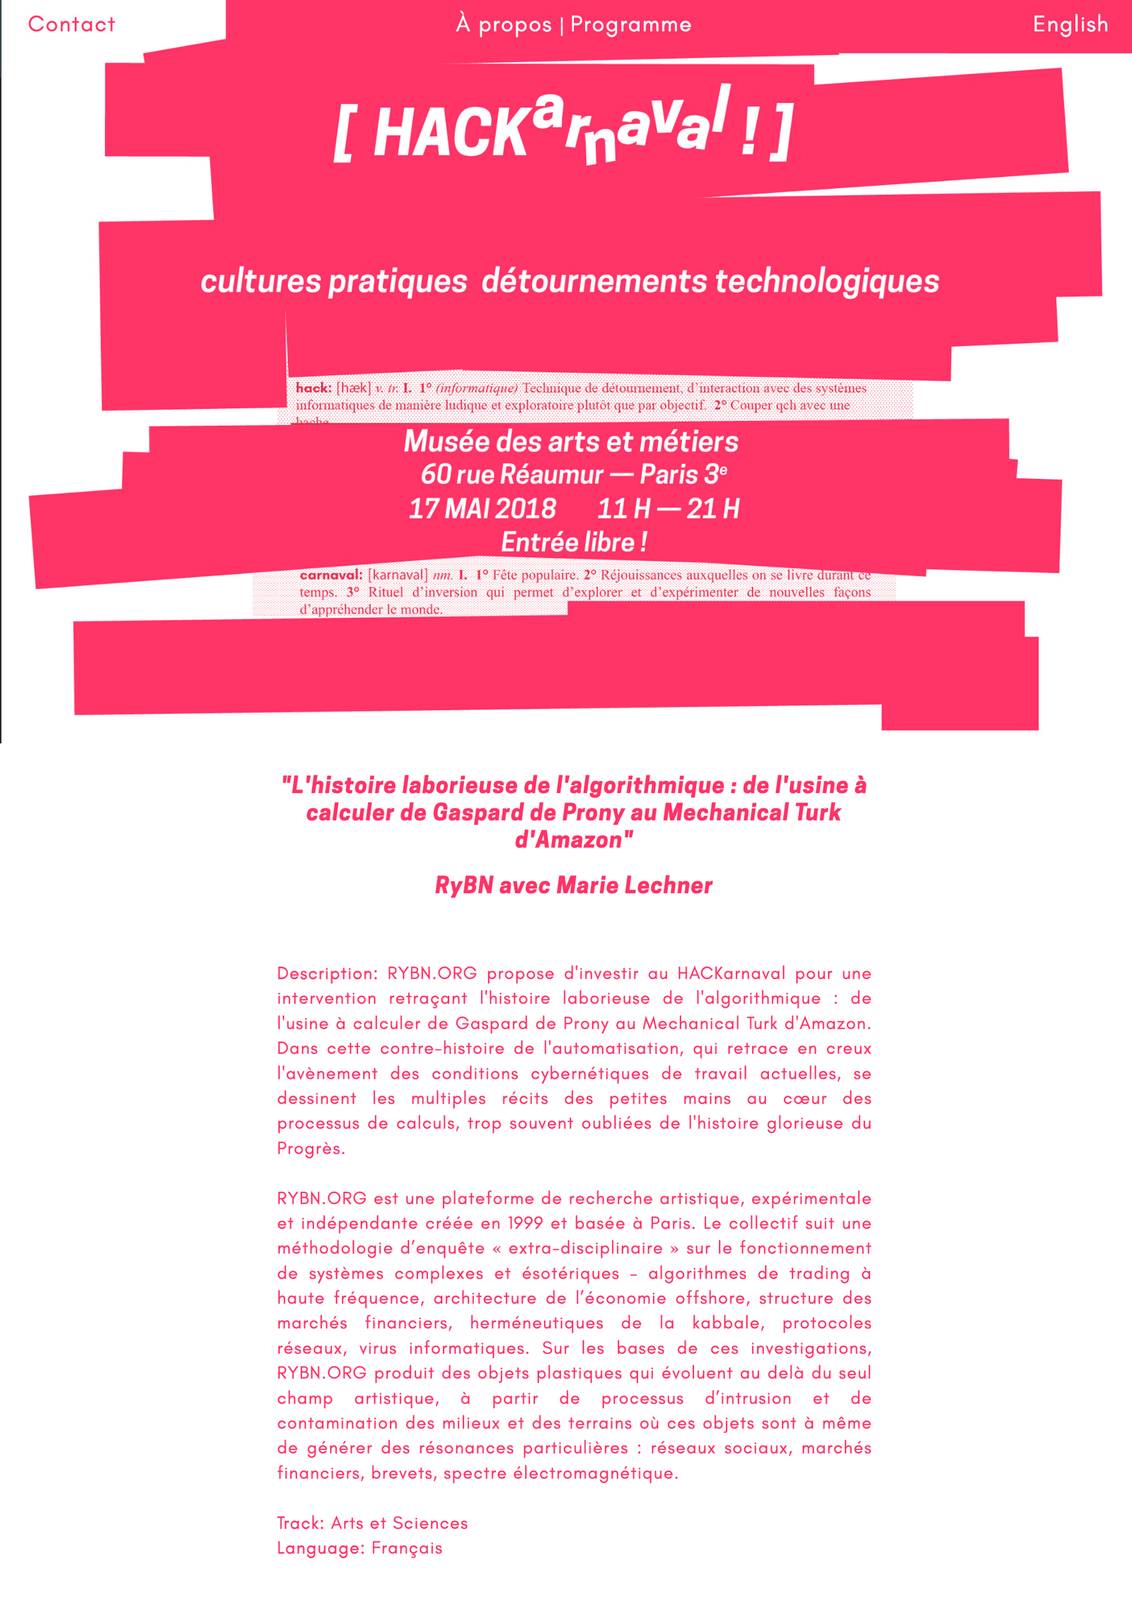 Contact
À propos | Programme
English
[ HACKarnaval ! ]
cultures pratiques détournements technologiques
hack: [hæk] v. tr. I. 1° (informatique) Technique de détournement, d'interaction avec des systèmes
informatiques de manière ludique et exploratoire plutôt que par objectif. 2° Couper qch avec une
hache
Musée des arts et métiers
60 rue Réaumur — Paris 3e
17 MAI 2018 11 H — 21 H
Entrée libre !
carnaval: [karnaval] nm. I. 1° Fête populaire. 2° Réjouissances auxquelles on se livre durant ce
temps. 3° Rituel d'inversion qui permet d'explorer et d'expérimenter de nouvelles façons
d'appréhender le monde.
"L'histoire laborieuse de l'algorithmique : de l'usine à
calculer de Gaspard de Prony au Mechanical Turk
d'Amazon"
RyBN avec Marie Lechner
Description: RYBN.ORG propose d'investir au HACKarnaval pour une
intervention retraçant l'histoire laborieuse de l'algorithmique : de
l'usine à calculer de Gaspard de Prony au Mechanical Turk d'Amazon.
Dans cette contre-histoire de l'automatisation, qui retrace en creux
l'avènement des conditions cybernétiques de travail actuelles, se
dessinent les multiples récits des petites mains au cœur des
processus de calculs, trop souvent oubliées de l'histoire glorieuse du
Progrès.
RYBN.ORG est une plateforme de recherche artistique, expérimentale
et indépendante créée en 1999 et basée à Paris. Le collectif suit une
méthodologie d’enquête « extra-disciplinaire » sur le fonctionnement
de systèmes complexes et ésotériques - algorithmes de trading à
haute fréquence, architecture de l’économie offshore, structure des
marchés financiers, herméneutiques de la kabbale, protocoles
réseaux, virus informatiques. Sur les bases de ces investigations,
RYBN.ORG produit des objets plastiques qui évoluent au delà du seul
champ artistique, à partir de processus d’intrusion et de
contamination des milieux et des terrains où ces objets sont à même
de générer des résonances particulières : réseaux sociaux, marchés
financiers, brevets, spectre électromagnétique.
Track: Arts et Sciences
Language: Français